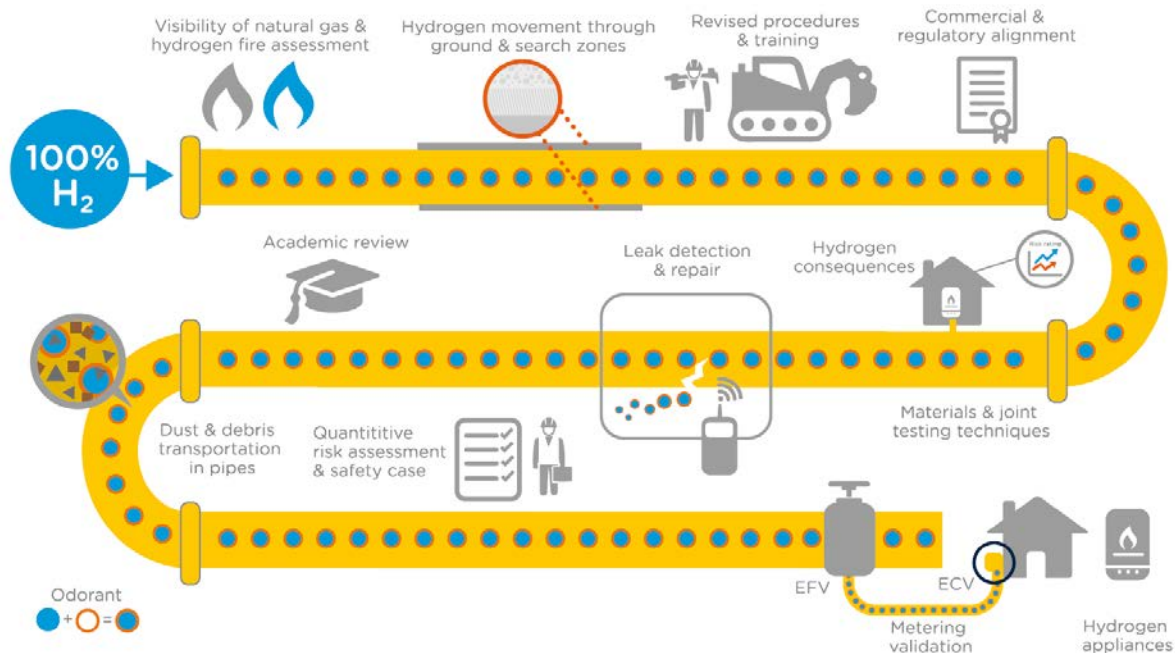 Visibility of natural gas &
hydrogen fire assessment
Hydrogen movement through
ground & search zones
Revised procedures
& training
Commercial &
regulatory alignment
100%
H₂
Academic review
Leak detection
& repair
Hydrogen
consequences
Risk rating
Dust & debris
transportation
in pipes
Quantititive
risk assessment
& safety case
Materials & joint
testing techniques
EFV
ECV
Metering
validation
Hydrogen
appliances
Odorant
+ =